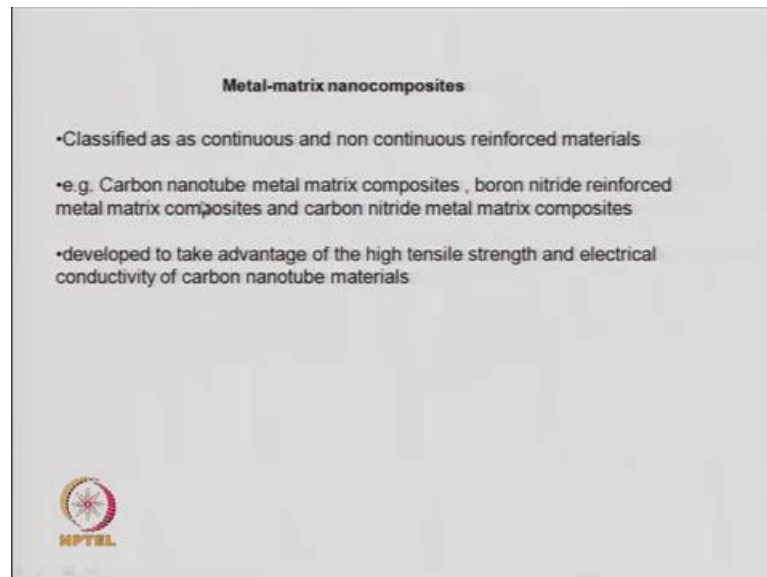 Metal-matrix nanocomposites
•Classified as as continuous and non continuous reinforced materials
•e.g. Carbon nanotube metal matrix composites , boron nitride reinforced
metal matrix composites and carbon nitride metal matrix composites
•developed to take advantage of the high tensile strength and electrical
conductivity of carbon nanotube materials
NPTEL